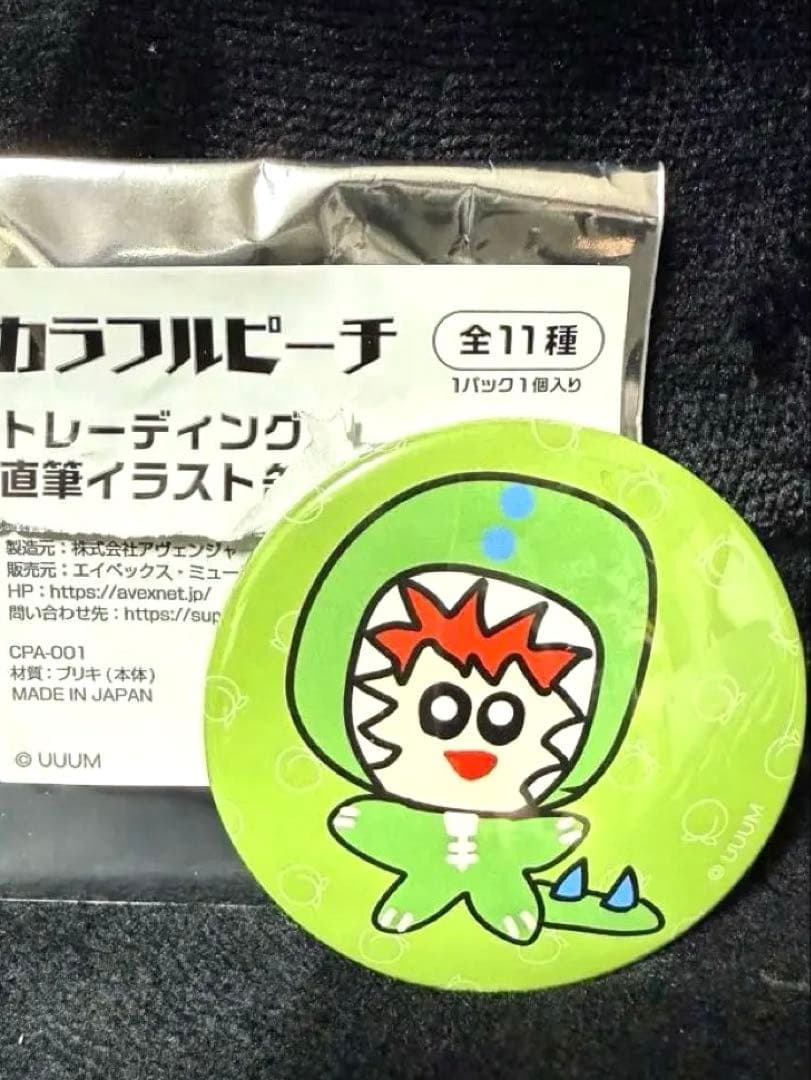 カラフルピーチ
全11種
1パック1個入り
トレーディング
直筆イラスト
製造元：株式会社アヴェンジャ
販売元：エイベックス・ミュー
HP：https://avexnet.jp/
問い合わせ先：https://sup
CPA-001
材質：ブリキ（本体）
MADE IN JAPAN
© UUUM
© UUUM